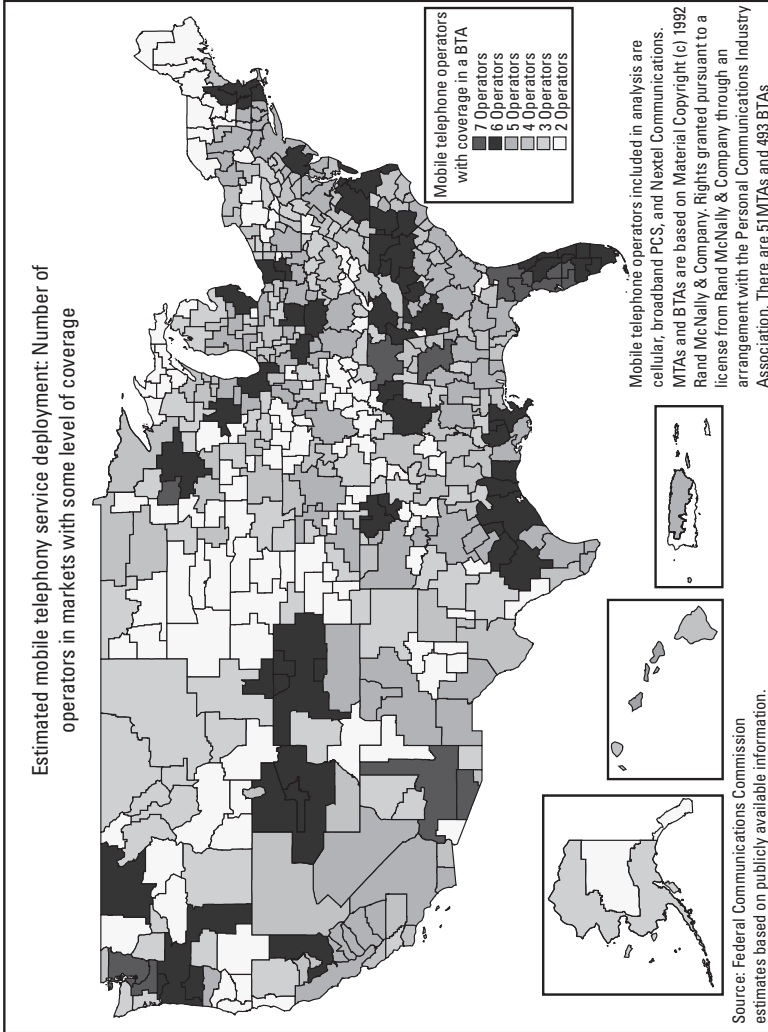 Estimated mobile telephony service deployment: Number of
operators in markets with some level of coverage
Mobile telephone operators
with coverage in a BTA
7 Operators
6 Operators
5 Operators
4 Operators
3 Operators
2 Operators
Mobile telephone operators included in analysis are
cellular, broadband PCS, and Nextel Communications.
MTAs and BTAs are based on Material Copyright (c) 1992
Rand McNally & Company. Rights granted pursuant to a
license from Rand McNally & Company through an
arrangement with the Personal Communications Industry
Association. There are 51MTAs and 493 BTAs
Source: Federal Communications Commission
estimates based on publicly available information.